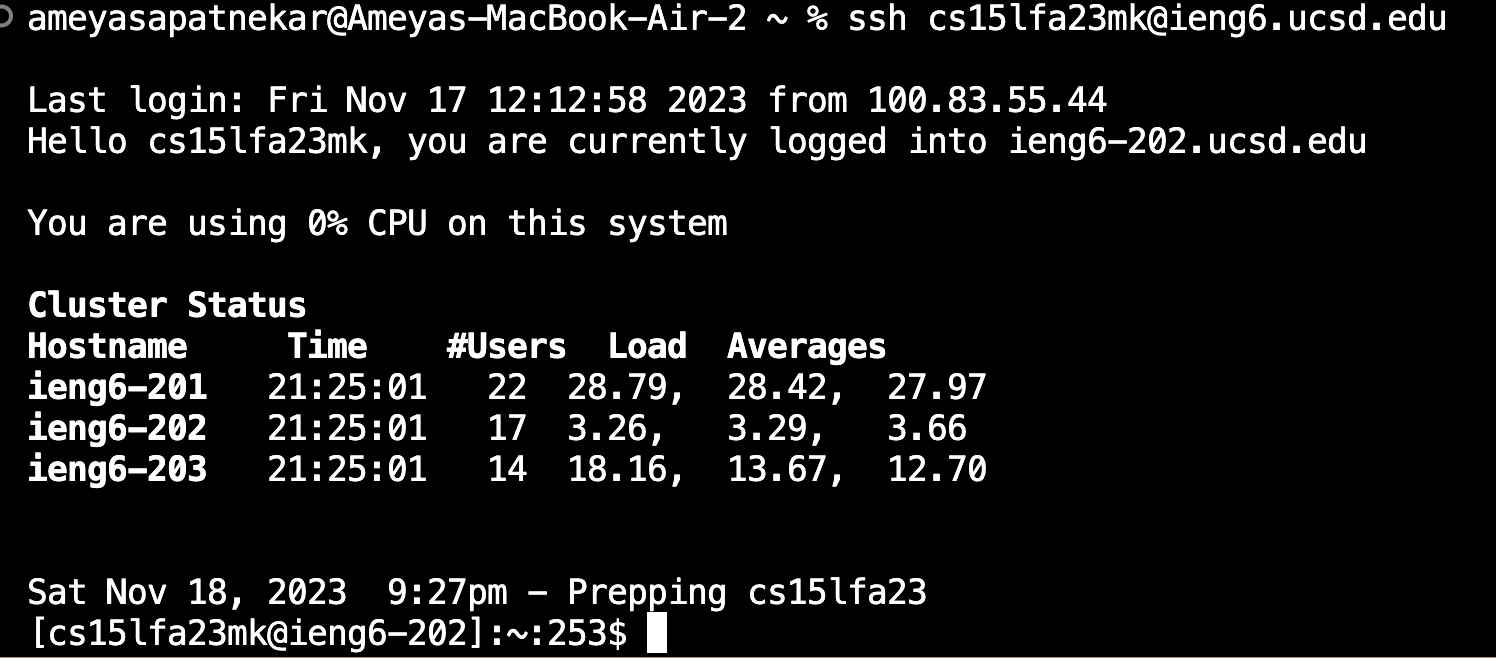 ameyasapatnekar@Ameyas-MacBook-Air-2 ~ % ssh cs15lfa23mk@ieng6.ucsd.edu
Last login: Fri Nov 17 12:12:58 2023 from 100.83.55.44
Hello cs15lfa23mk, you are currently logged into ieng6-202.ucsd.edu
You are using 0% CPU on this system
Cluster Status
Hostname     Time    #Users  Load  Averages
ieng6-201   21:25:01   22  28.79,  28.42,  27.97
ieng6-202   21:25:01   17  3.26,   3.29,   3.66
ieng6-203   21:25:01   14  18.16,  13.67,  12.70
Sat Nov 18, 2023  9:27pm - Prepping cs15lfa23
[cs15lfa23mk@ieng6-202]:~:253$